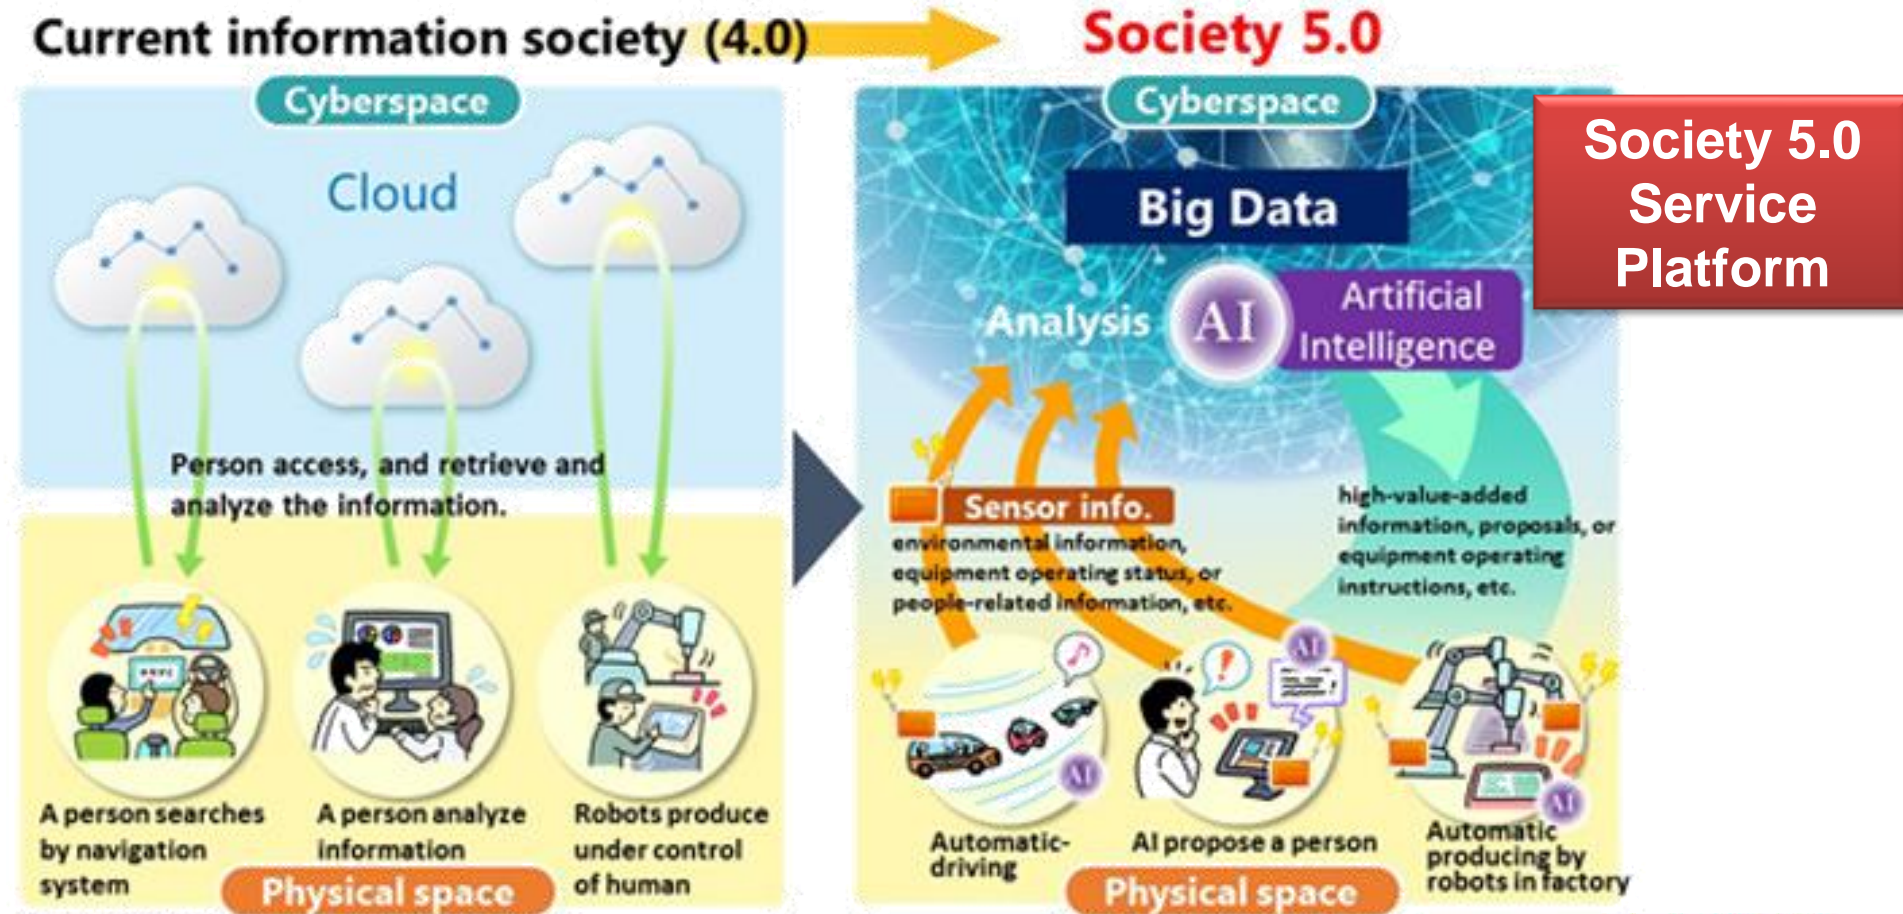 Current information society (4.0)
Society 5.0
Cyberspace
Cloud
Person access, and retrieve and
analyze the information.
A person searches
by navigation
system
A person analyze
information
Robots produce
under control
of human
Physical space
Cyberspace
Big Data
Analysis
AI
Artificial
Intelligence
Society 5.0
Service
Platform
Sensor info.
environmental information,
equipment operating status, or
people-related information, etc.
high-value-added
information, proposals, or
equipment operating
instructions, etc.
AI
!
AI
AI
Automatic-
driving
AI propose a person
Automatic
producing by
robots in factory
Physical space